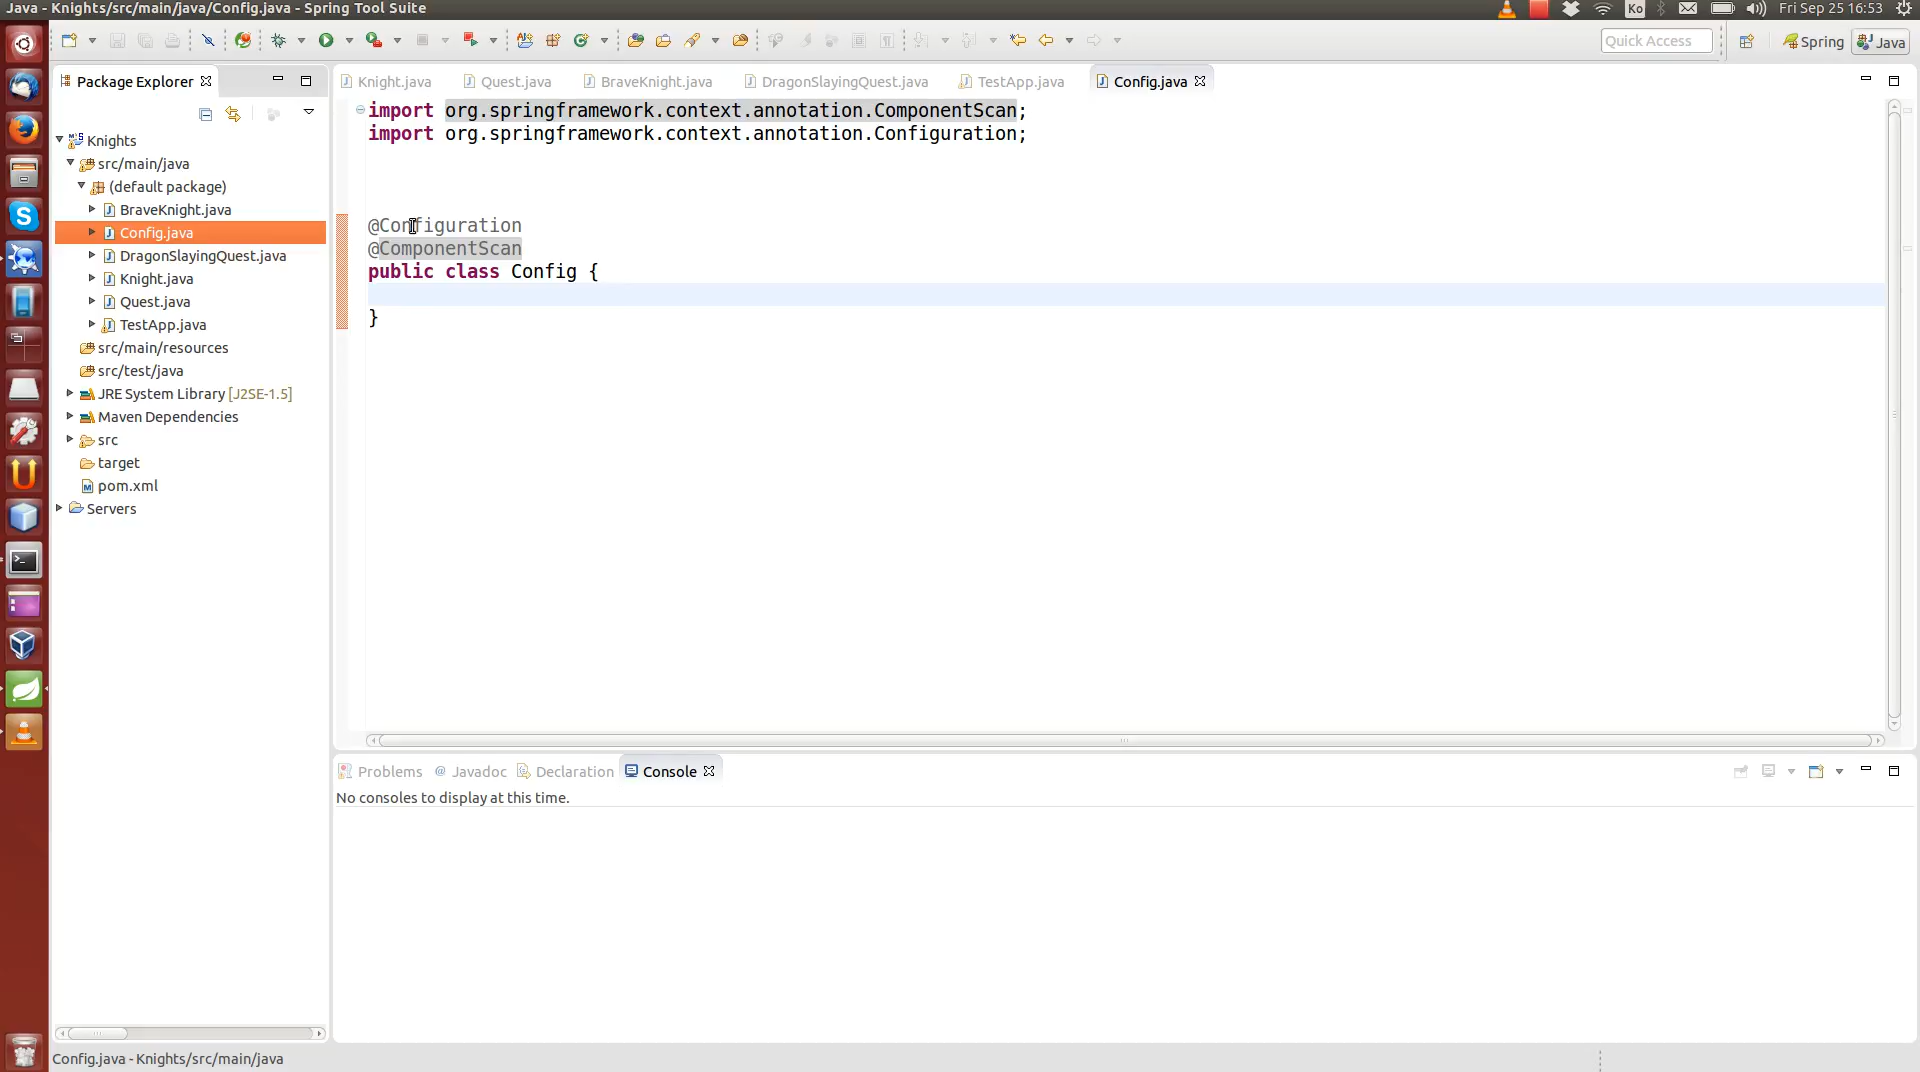 Java - Knights/src/main/java/Config.java - Spring Tool Suite
Ko
Fri Sep 25 16:53
Quick Access
Spring
Java
Package Explorer
Knights
src/main/java
(default package)
BraveKnight.java
Config.java
DragonSlayingQuest.java
Knight.java
Quest.java
TestApp.java
src/main/resources
src/test/java
JRE System Library [J2SE-1.5]
Maven Dependencies
src
target
pom.xml
Servers
Knight.java
Quest.java
BraveKnight.java
DragonSlayingQuest.java
TestApp.java
Config.java
import org.springframework.context.annotation.ComponentScan;
import org.springframework.context.annotation.Configuration;
@Configuration
@ComponentScan
public class Config {
}
Problems
@ Javadoc
Declaration
Console
No consoles to display at this time.
Config.java - Knights/src/main/java